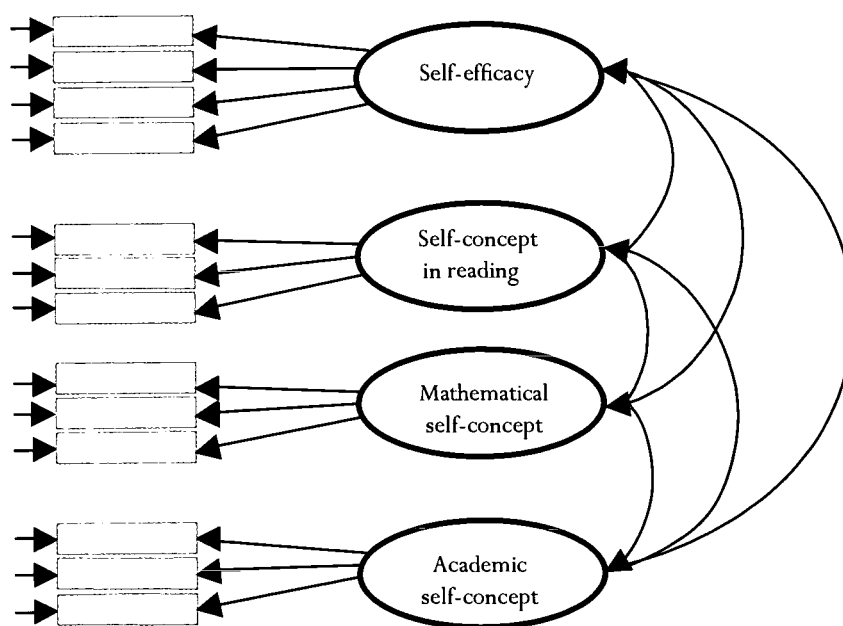 Self-efficacy
Self-concept
in reading
Mathematical
self-concept
Academic
self-concept